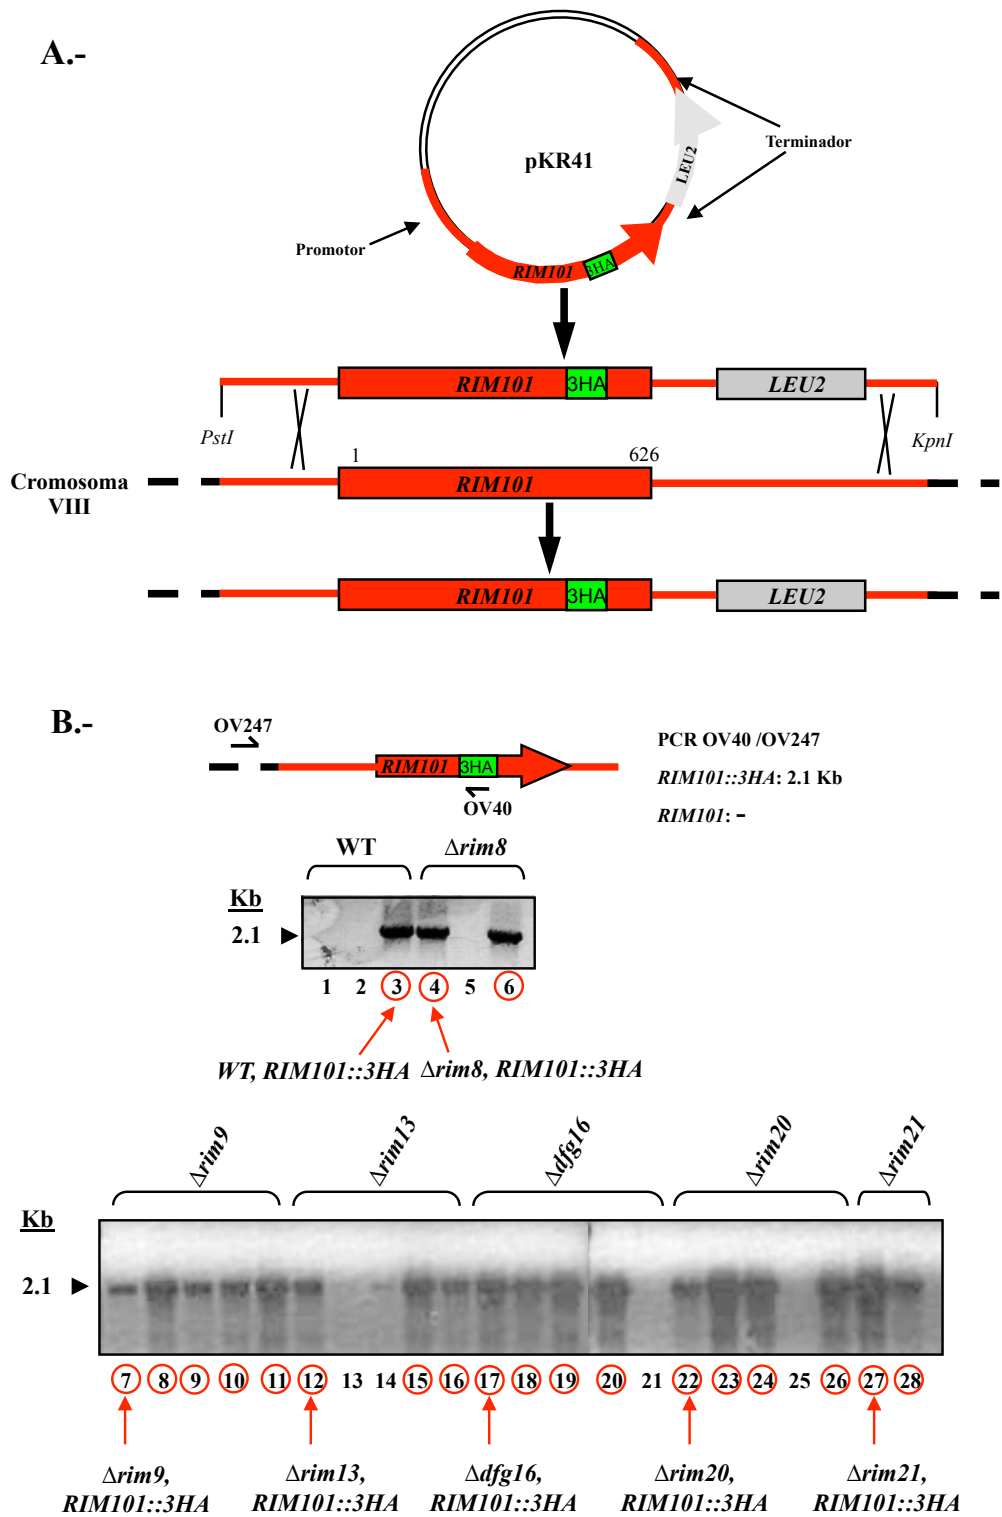 A.-
pKR41
Terminador
LEU2
Promotor
RIM101
3HA
RIM101
3HA
LEU2
PstI
KpnI
1
626
Cromosoma
VIII
RIM101
RIM101
3HA
LEU2
B.-
OV247
RIM101
3HA
OV40
PCR OV40 /OV247
RIM101::3HA: 2.1 Kb
RIM101: -
WT
Δrim8
Kb
2.1
1 2 3 4 5 6
WT, RIM101::3HA
Δrim8, RIM101::3HA
Δrim9
Δrim13
Δdfg16
Δrim20
Δrim21
Kb
2.1
7 8 9 10 11 12 13 14 15 16 17 18 19 20 21 22 23 24 25 26 27 28
Δrim9,
RIM101::3HA
Δrim13,
RIM101::3HA
Δdfg16,
RIM101::3HA
Δrim20,
RIM101::3HA
Δrim21,
RIM101::3HA